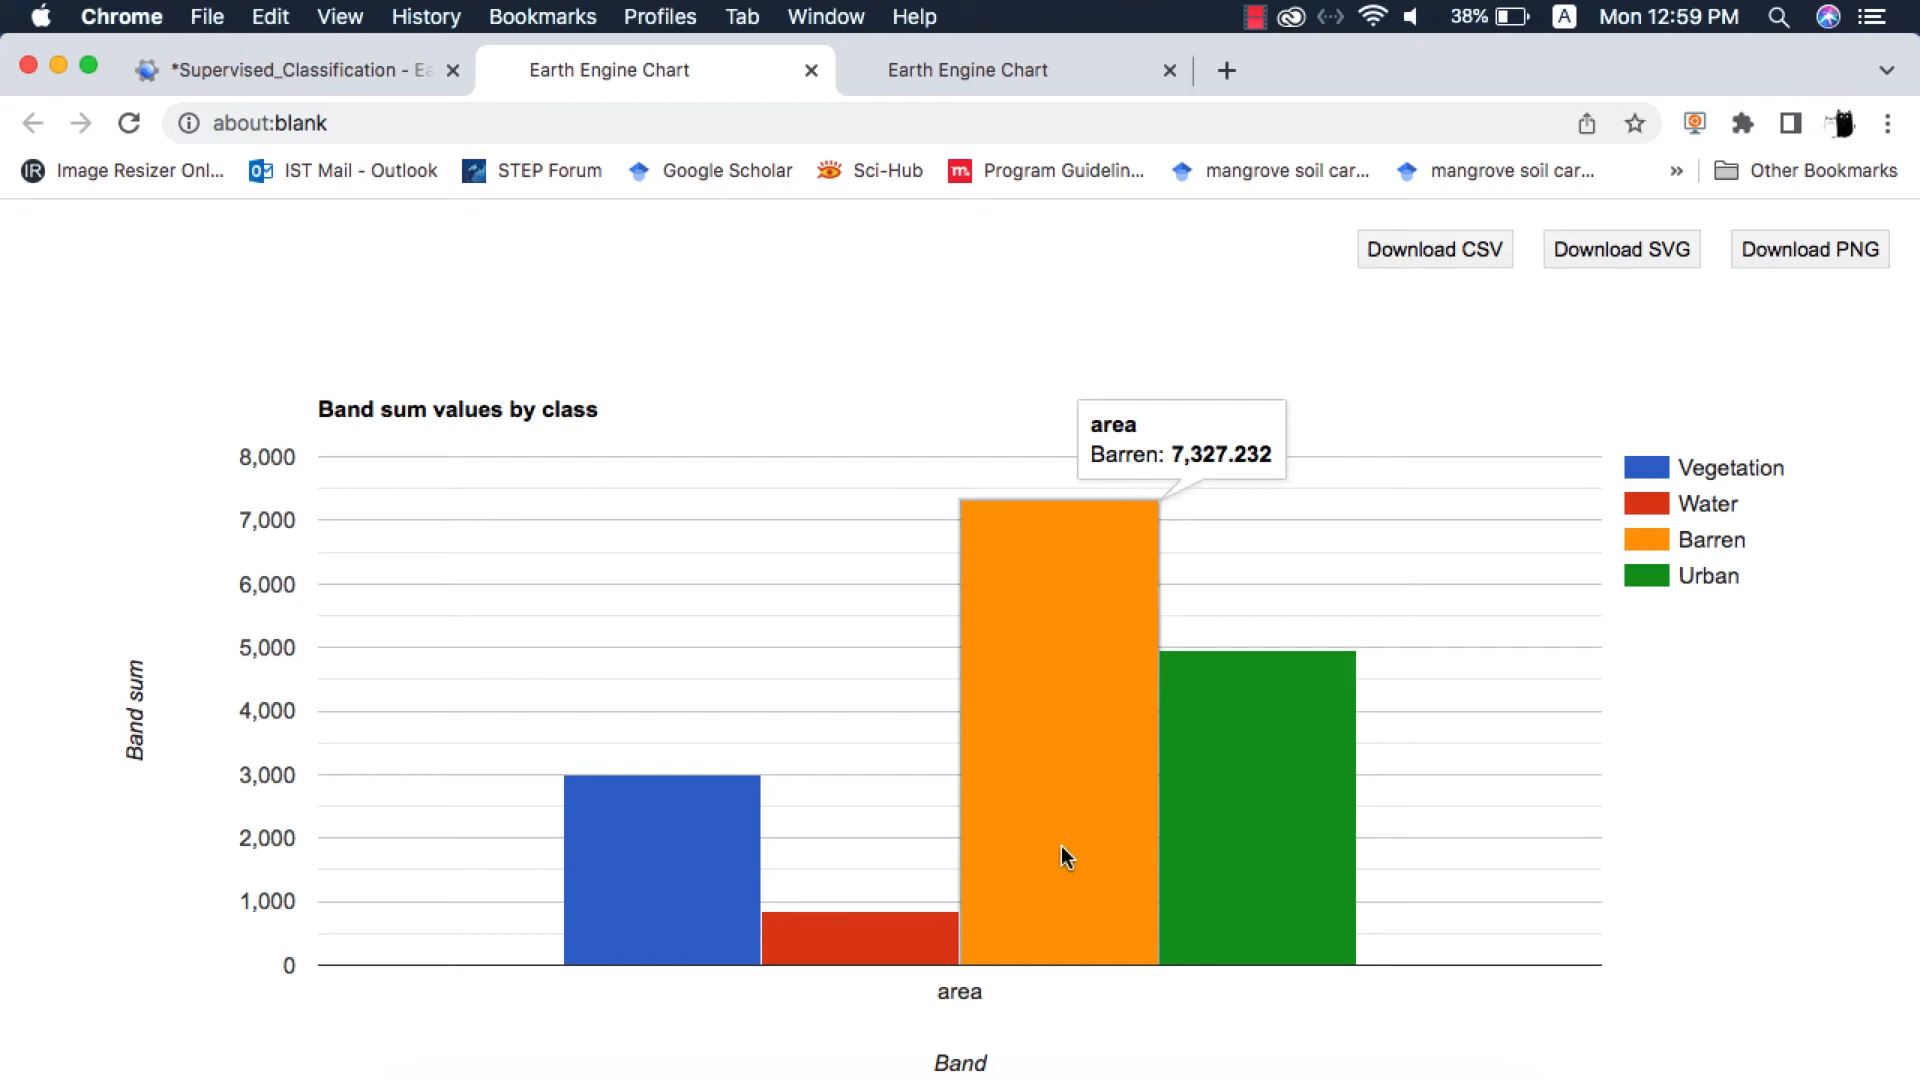 Chrome File Edit View History Bookmarks Profiles Tab Window Help 38% A Mon 12:59 PM
*Supervised_Classification - Ea Earth Engine Chart Earth Engine Chart
about:blank
IR Image Resizer Onl... IST Mail - Outlook STEP Forum Google Scholar Sci-Hub m. Program Guidelin... mangrove soil car... mangrove soil car... » Other Bookmarks
Download CSV Download SVG Download PNG
Band sum values by class
area
Barren: 7,327.232
8,000
7,000
6,000
5,000
4,000
3,000
2,000
1,000
0
Band sum
Vegetation
Water
Barren
Urban
area
Band